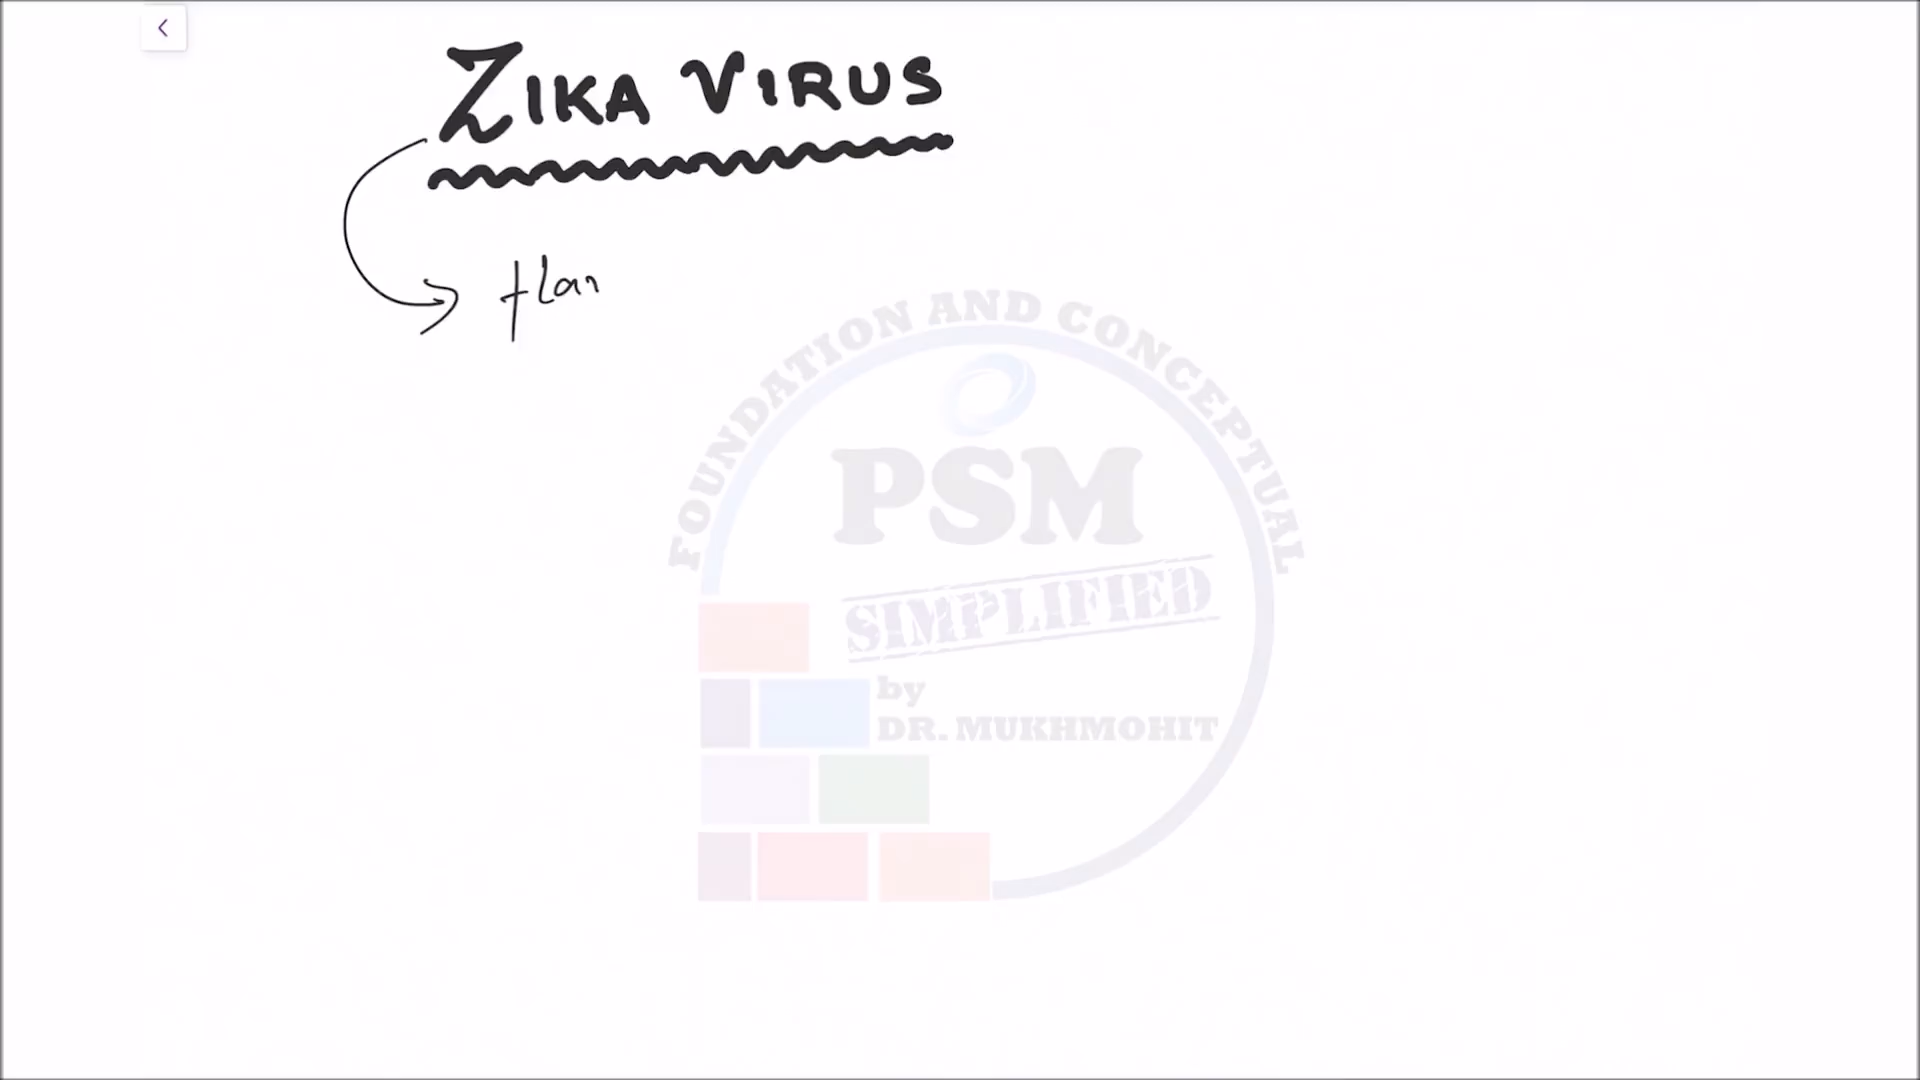 ZIKA VIRUS
flav
FOUNDATION AND CONCEPTUAL
PSM
SIMPLIFIED
by
DR. MUKHMOHIT